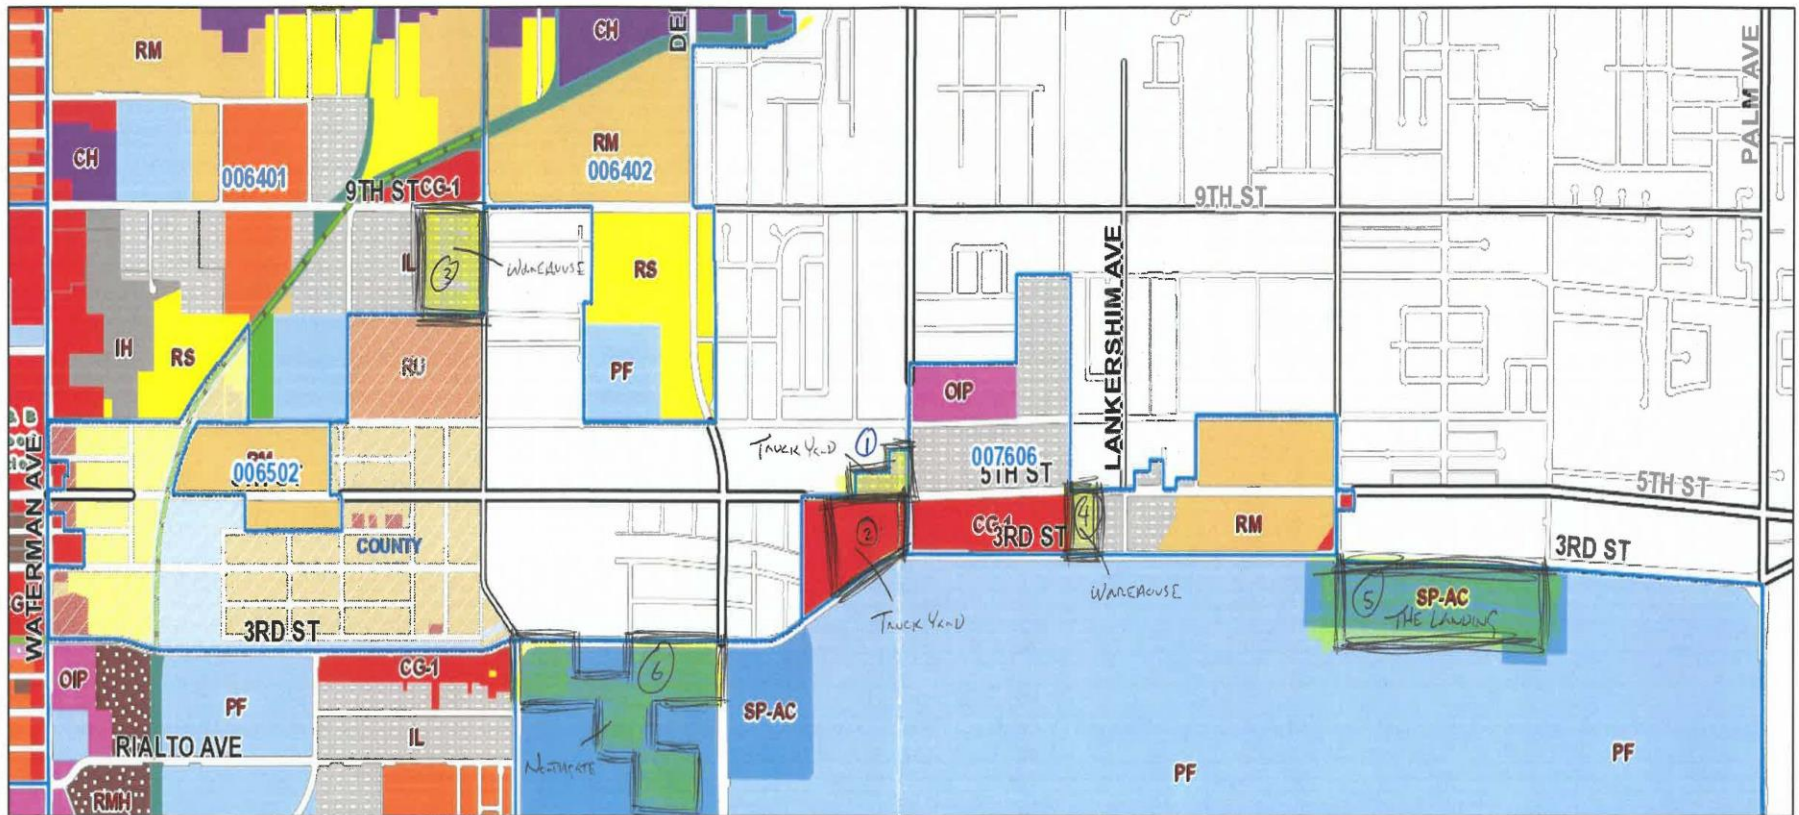 RM
CH
DEL
PALM AVE
CH
006401
RM
006402
9TH ST CG-1
9TH ST
IL
3
WAREHOUSE
RS
LANKERSHIM AVE
IH
RS
RU
PF
OIP
WATERMAN AVE
TRUCK YARD
1
RM
006502
007606
5TH ST
5TH ST
2
CG-1
3RD ST
4
RM
COUNTY
3RD ST
G
WAREHOUSE
5
SP-AC
THE LANDING
TRUCK YARD
3RD ST
OIP
CG-1
6
PF
SP-AC
IL
RIALTO AVE
NORTHGATE
PF
PF
RMH